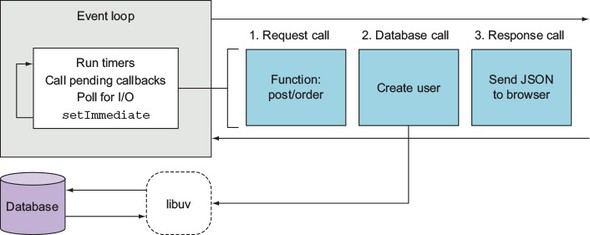 Event loop
Run timers
Call pending callbacks
Poll for I/O
setImmediate
1. Request call
Function:
post/order
2. Database call
Create user
3. Response call
Send JSON
to browser
Database
libuv